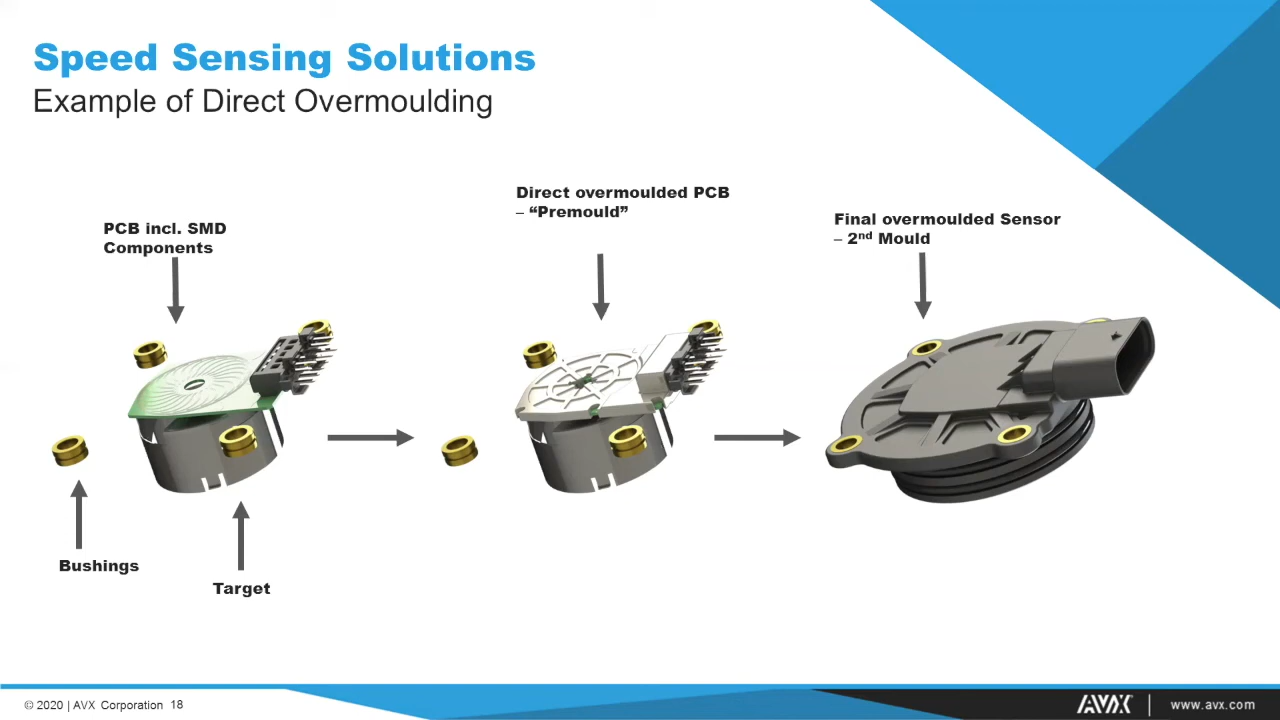 Speed Sensing Solutions
Example of Direct Overmoulding
Direct overmoulded PCB
– “Premould”
PCB incl. SMD
Components
Final overmoulded Sensor
– 2nd Mould
Bushings
Target
© 2020 | AVX Corporation 18
AVX | www.avx.com